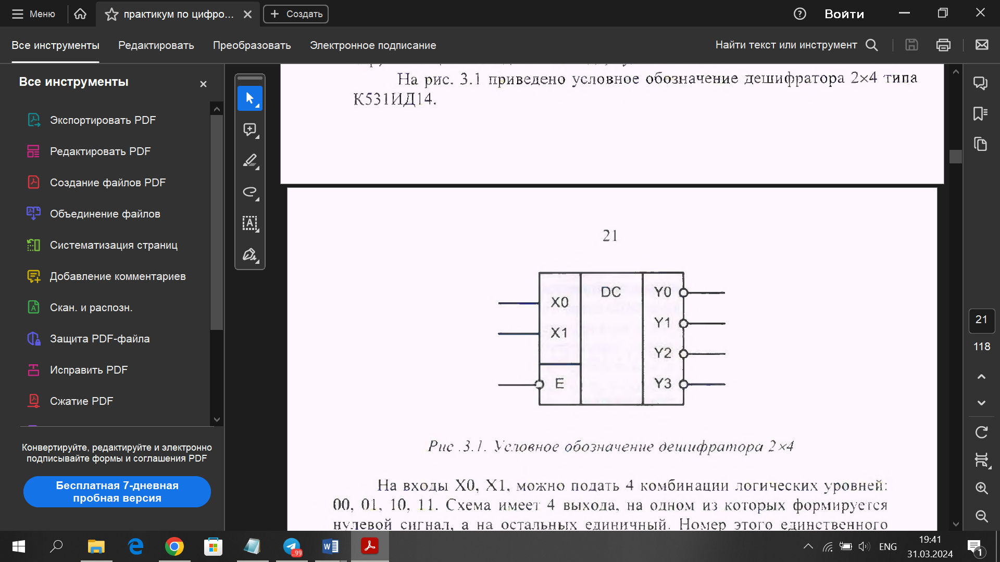 Меню
практикум по цифро...
Создать
Войти
Все инструменты
Редактировать
Преобразовать
Электронное подписание
Найти текст или инструмент
Все инструменты
Экспортировать PDF
Редактировать PDF
Создание файлов PDF
Объединение файлов
Систематизация страниц
Добавление комментариев
Скан. и распозн.
Защита PDF-файла
Исправить PDF
Сжатие PDF
Конвертируйте, редактируйте и электронно
подписывайте формы и соглашения PDF
Бесплатная 7-дневная
пробная версия
На рис. 3.1 приведено условное обозначение дешифратора 2×4 типа
К531ИД14.
21
X0
X1
E
DC
Y0
Y1
Y2
Y3
Рис .3.1. Условное обозначение дешифратора 2×4
На входы X0, X1, можно подать 4 комбинации логических уровней:
00, 01, 10, 11. Схема имеет 4 выхода, на одном из которых формируется
нулевой сигнал, а на остальных единичный. Номер этого единственного
21
118
..99
ENG
19:41
31.03.2024
1